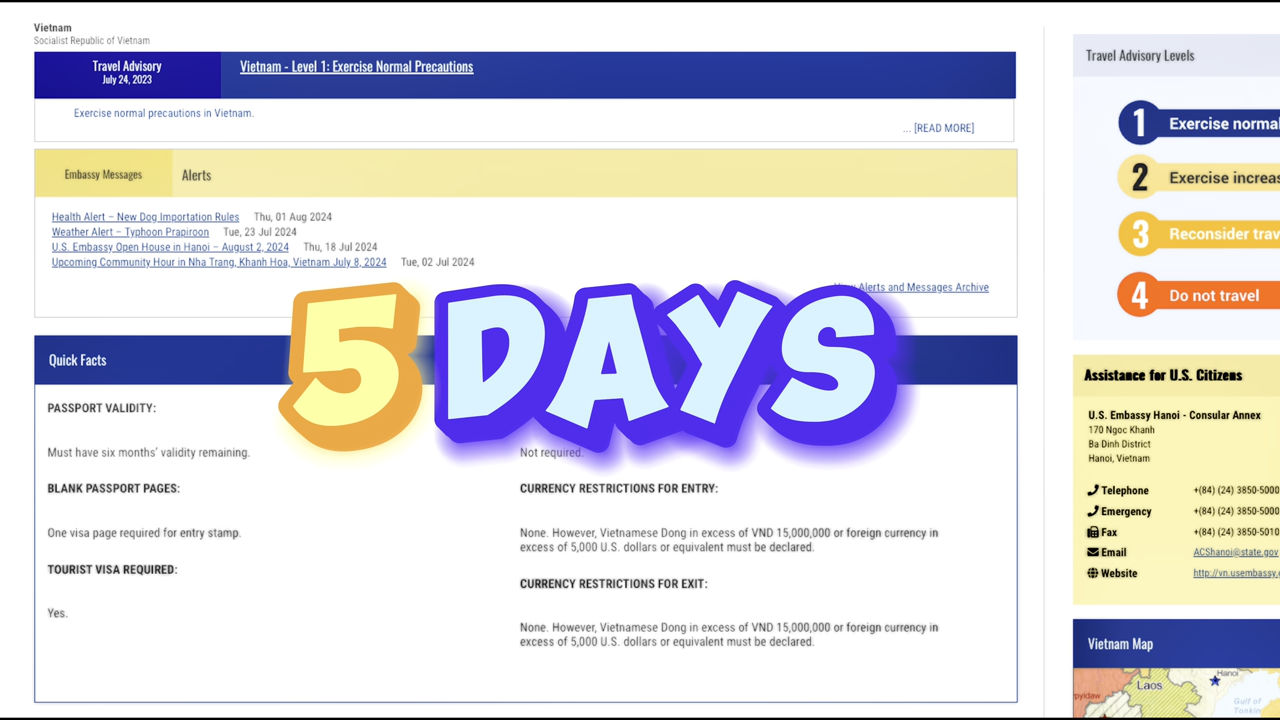 Vietnam
Socialist Republic of Vietnam
Travel Advisory
July 24, 2023
Vietnam - Level 1: Exercise Normal Precautions
Exercise normal precautions in Vietnam.
... [READ MORE]
Embassy Messages
Alerts
Health Alert – New Dog Importation Rules Thu, 01 Aug 2024
Weather Alert – Typhoon Prapiroon Tue, 23 Jul 2024
U.S. Embassy Open House in Hanoi – August 2, 2024 Thu, 18 Jul 2024
Upcoming Community Hour in Nha Trang, Khanh Hoa, Vietnam July 8, 2024 Tue, 02 Jul 2024
Alerts and Messages Archive
5 DAYS
Quick Facts
PASSPORT VALIDITY:
Must have six months' validity remaining.
BLANK PASSPORT PAGES:
One visa page required for entry stamp.
TOURIST VISA REQUIRED:
Yes.
Not required.
CURRENCY RESTRICTIONS FOR ENTRY:
None. However, Vietnamese Dong in excess of VND 15,000,000 or foreign currency in
excess of 5,000 U.S. dollars or equivalent must be declared.
CURRENCY RESTRICTIONS FOR EXIT:
None. However, Vietnamese Dong in excess of VND 15,000,000 or foreign currency in
excess of 5,000 U.S. dollars or equivalent must be declared.
Travel Advisory Levels
1 Exercise normal
2 Exercise increas
3 Reconsider trav
4 Do not travel
Assistance for U.S. Citizens
U.S. Embassy Hanoi - Consular Annex
170 Ngoc Khanh
Ba Dinh District
Hanoi, Vietnam
Telephone +(84) (24) 3850-5000
Emergency +(84) (24) 3850-5000
Fax +(84) (24) 3850-5010
Email ACShanoi@state.gov
Website http://vn.usembassy.
Vietnam Map
Hanoi
Laos
Gulf of
Tonkin